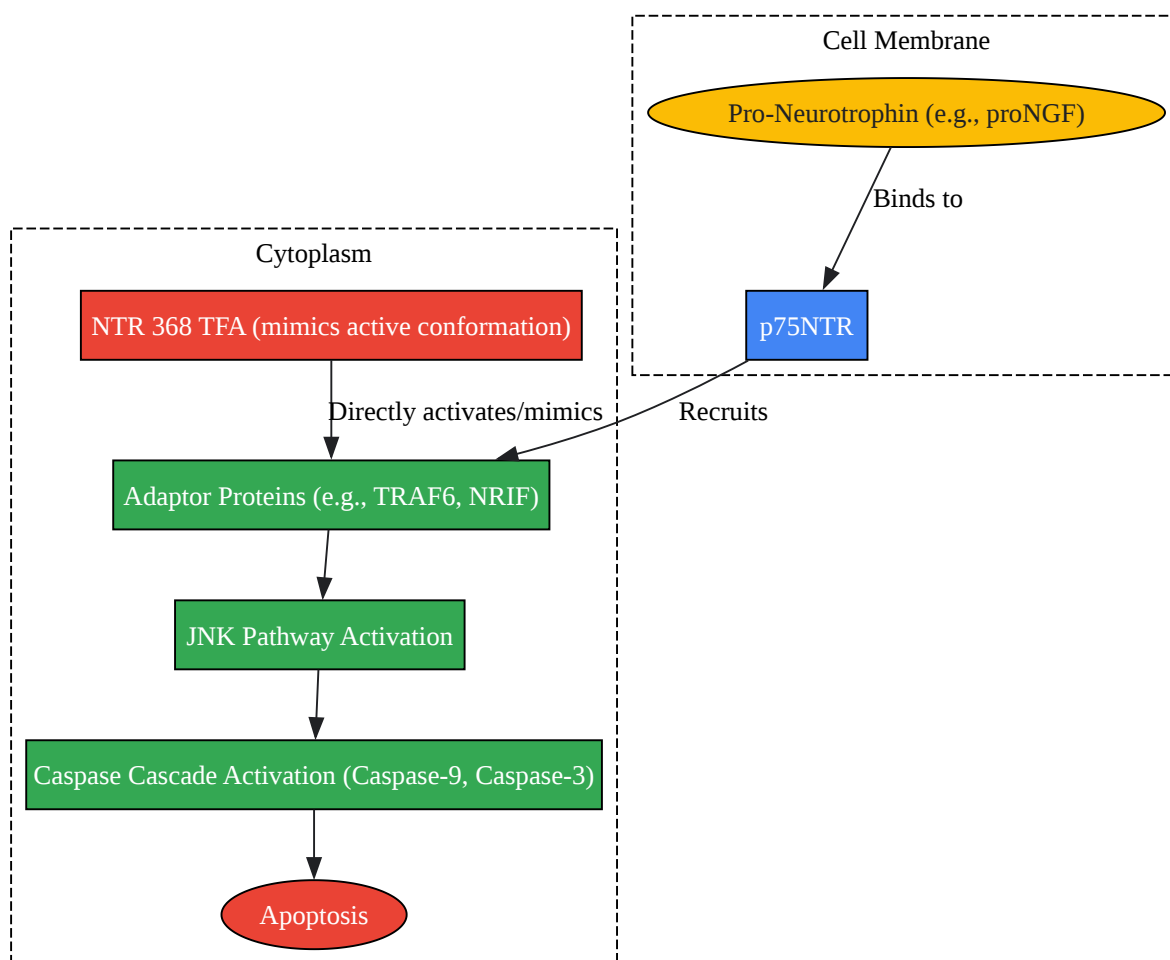 Cell Membrane
Pro-Neurotrophin (e.g., proNGF)
Binds to
Cytoplasm
NTR 368 TFA (mimics active conformation)
p75NTR
Directly activates/mimics
Recruits
Adaptor Proteins (e.g., TRAF6, NRIF)
JNK Pathway Activation
Caspase Cascade Activation (Caspase-9, Caspase-3)
Apoptosis